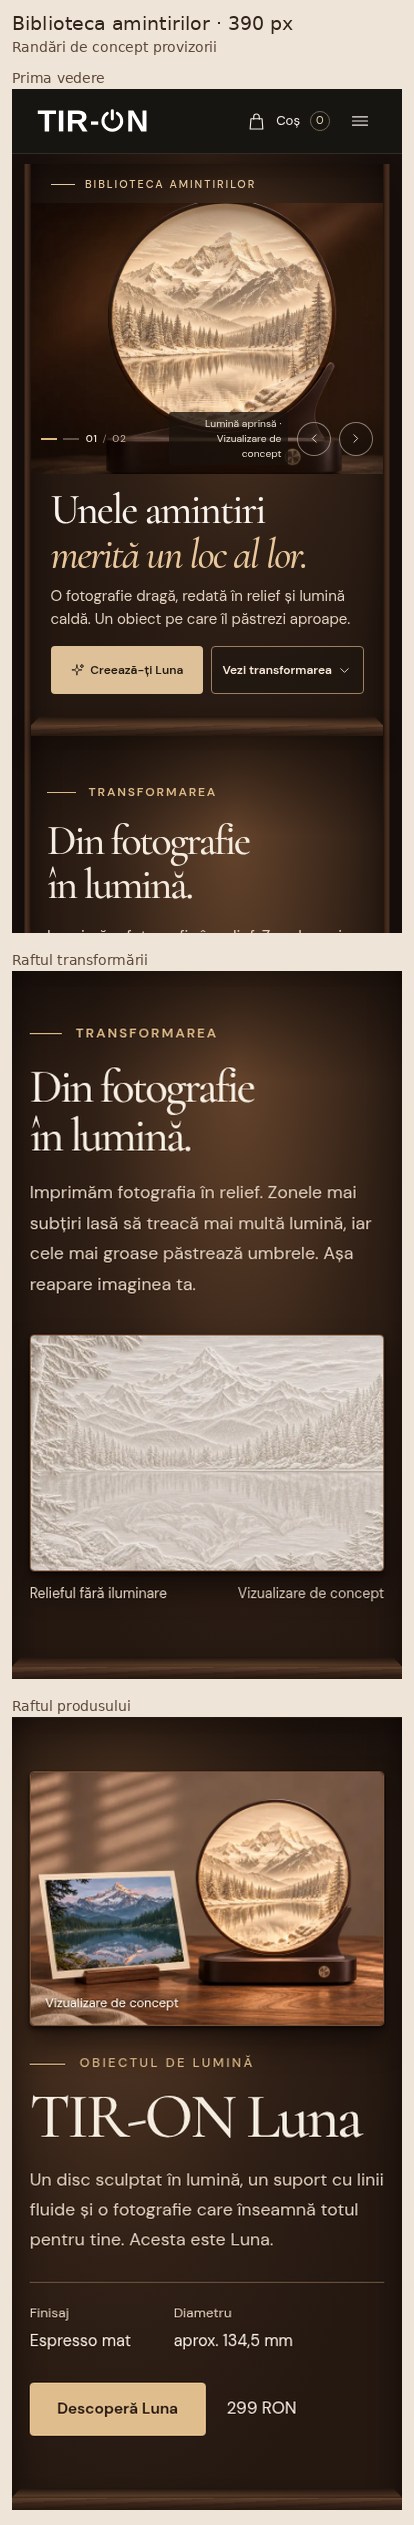 Biblioteca amintirilor · 390 px
Randări de concept provizorii
Prima vedere
TIR-ON
Coș 0
BIBLIOTECA AMINTIRILOR
01 / 02
Lumină aprinsă ·
Vizualizare de
concept
Unele amintiri
merită un loc al lor.
O fotografie dragă, redată în relief și lumină
caldă. Un obiect pe care îl păstrezi aproape.
Creează-ți Luna
Vezi transformarea
TRANSFORMAREA
Din fotografie
în lumină.
Raftul transformării
TRANSFORMAREA
Din fotografie
în lumină.
Imprimăm fotografia în relief. Zonele mai
subțiri lasă să treacă mai multă lumină, iar
cele mai groase păstrează umbrele. Așa
reapare imaginea ta.
Relieful fără iluminare
Vizualizare de concept
Raftul produsului
Vizualizare de concept
OBIECTUL DE LUMINĂ
TIR-ON Luna
Un disc sculptat în lumină, un suport cu linii
fluide și o fotografie care înseamnă totul
pentru tine. Acesta este Luna.
Finisaj
Diametru
Espresso mat
aprox. 134,5 mm
Descoperă Luna
299 RON